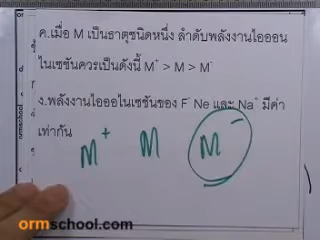 ค.เมื่อ M เป็นธาตุชนิดหนึ่ง ลำดับพลังงานไอออน
ไนเซชันควรเป็นดังนี้ M⁺ > M > M⁻
ง.พลังงานไอออไนเซชันของ F⁻ Ne และ Na⁺ มีค่า
เท่ากัน
M⁺ M M⁻
ormschool.com